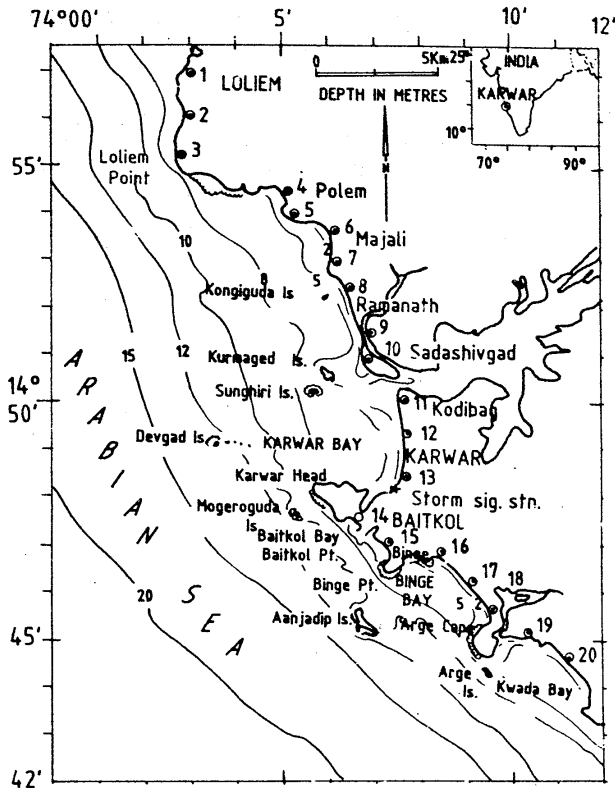 74°00' 5' 10' 12'
0 5Km
DEPTH IN METRES
N
25°
INDIA
KARWAR
10°
70° 90°
1
LOLIEM
2
55'
3
Loliem
Point
4 Polem
5
6
Majali
7
2
10
8
5
8
Kongiguda Is
Ramanath
9
Sadashivgad
15
12
Kurmaged Is.
10
14°
50'
Sunghiri Is.
11
Kodibag
Devgad Is.
KARWAR BAY
12
KARWAR
Karwar Head
13
Storm sig. stn.
Mogeroguda
Is
14
BAITKOL
Baitkol Bay
Baitkol Pt.
15
Binge
16
Binge Pt.
BINGE
BAY
17
18
5 2
20
Aanjadip Is.
Arge Cape
45'
19
20
Arge
Is.
Kwada Bay
ARABIAN SEA
42'